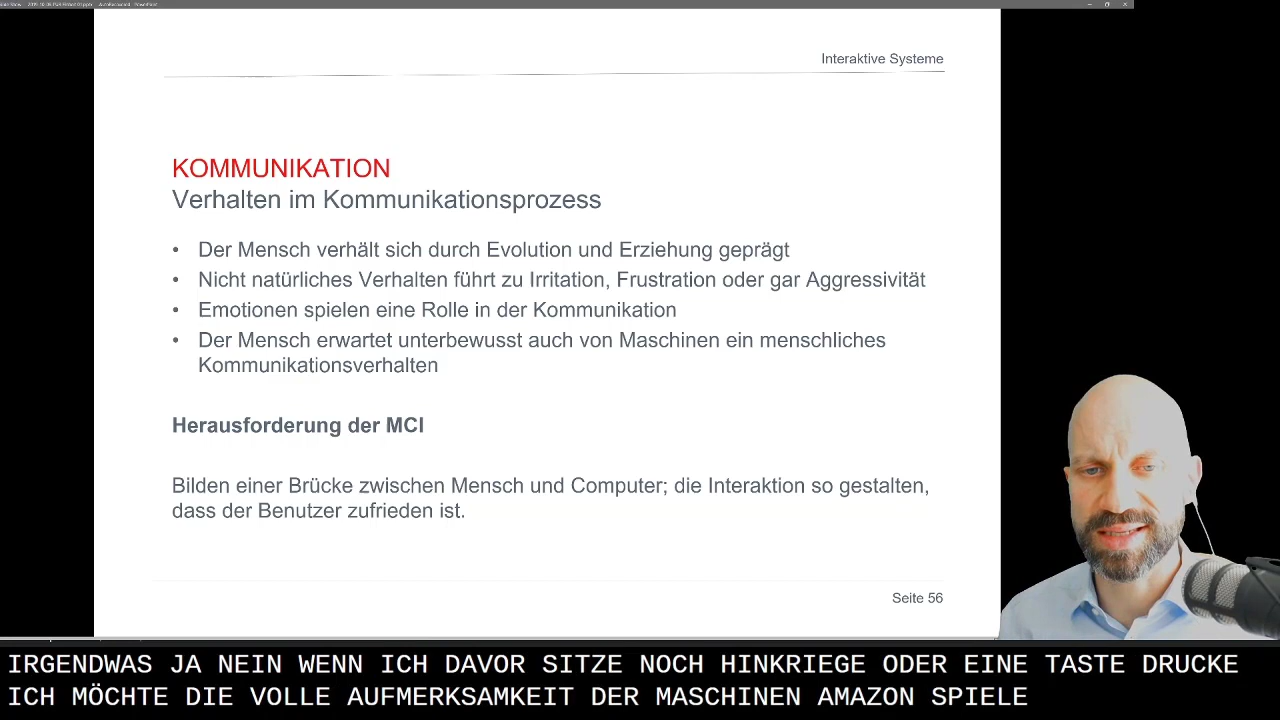 Interaktive Systeme
KOMMUNIKATION
Verhalten im Kommunikationsprozess
• Der Mensch verhält sich durch Evolution und Erziehung geprägt
• Nicht natürliches Verhalten führt zu Irritation, Frustration oder gar Aggressivität
• Emotionen spielen eine Rolle in der Kommunikation
• Der Mensch erwartet unterbewusst auch von Maschinen ein menschliches
Kommunikationsverhalten
Herausforderung der MCI
Bilden einer Brücke zwischen Mensch und Computer; die Interaktion so gestalten,
dass der Benutzer zufrieden ist.
Seite 56
IRGENDWAS JA NEIN WENN ICH DAVOR SITZE NOCH HINKRIEGE ODER EINE TASTE DRUCKE
ICH MÖCHTE DIE VOLLE AUFMERKSAMKEIT DER MASCHINEN AMAZON SPIELE